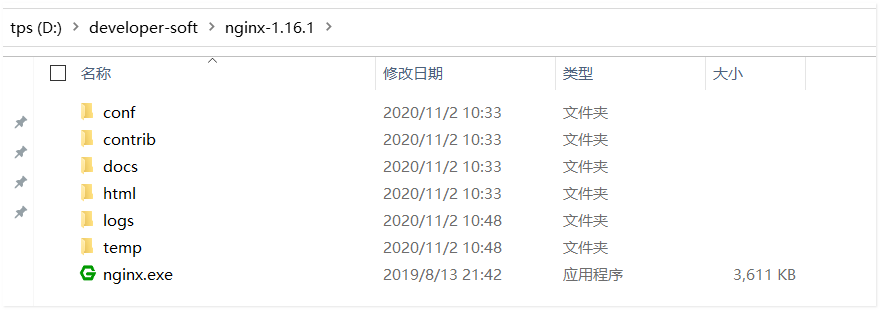 tps (D:) > developer-soft > nginx-1.16.1 >
名称 修改日期 类型 大小
conf 2020/11/2 10:33 文件夹
contrib 2020/11/2 10:33 文件夹
docs 2020/11/2 10:33 文件夹
html 2020/11/2 10:33 文件夹
logs 2020/11/2 10:48 文件夹
temp 2020/11/2 10:48 文件夹
nginx.exe 2019/8/13 21:42 应用程序 3,611 KB